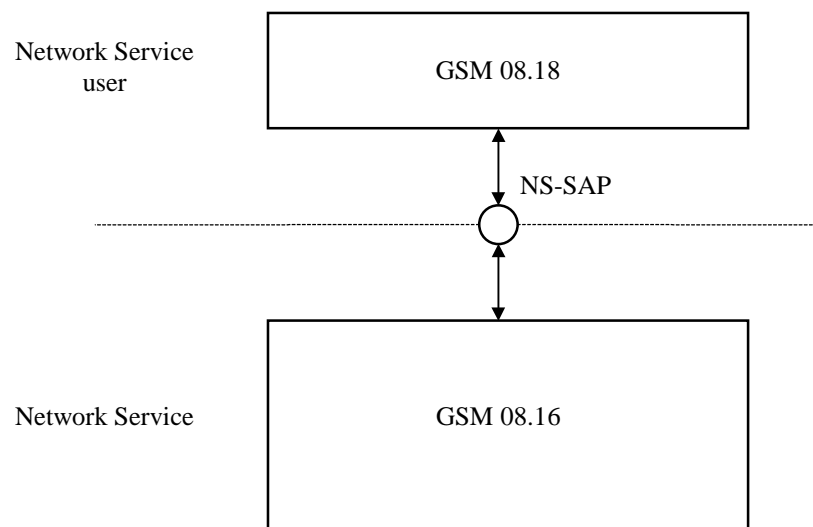 Network Service
user
GSM 08.18
NS-SAP
Network Service
GSM 08.16